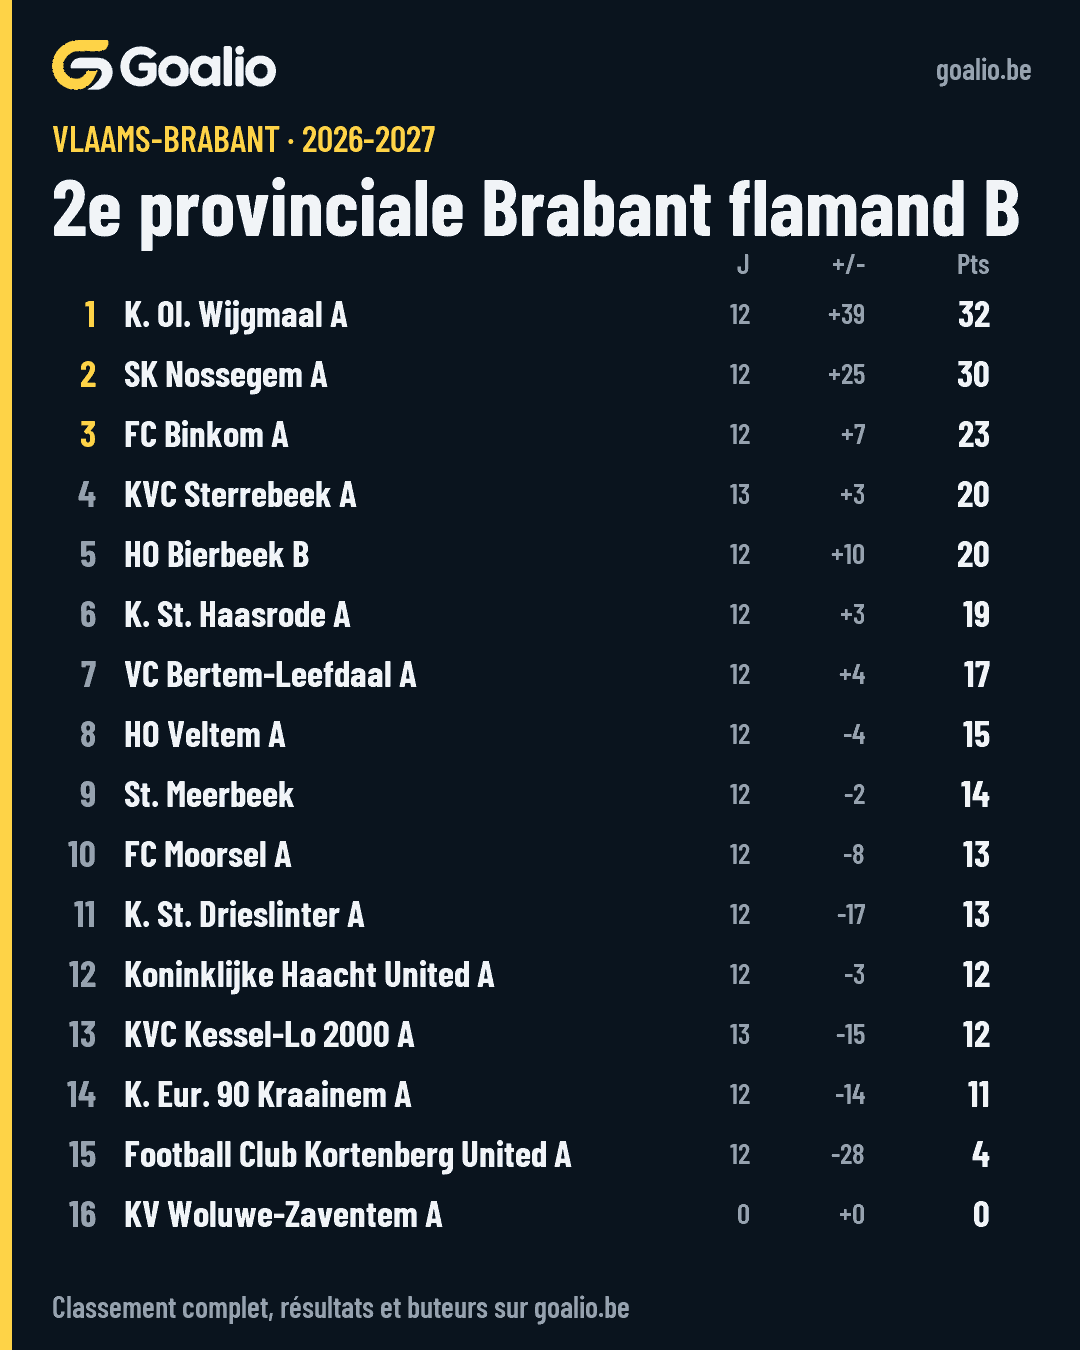 Goalio
goalio.be
VLAAMS-BRABANT · 2026-2027
2e provinciale Brabant flamand B
J +/- Pts
1 K. Ol. Wijgmaal A 12 +39 32
2 SK Nossegem A 12 +25 30
3 FC Binkom A 12 +7 23
4 KVC Sterrebeek A 13 +3 20
5 HO Bierbeek B 12 +10 20
6 K. St. Haasrode A 12 +3 19
7 VC Bertem-Leefdaal A 12 +4 17
8 HO Veltem A 12 -4 15
9 St. Meerbeek 12 -2 14
10 FC Moorsel A 12 -8 13
11 K. St. Drieslinter A 12 -17 13
12 Koninklijke Haacht United A 12 -3 12
13 KVC Kessel-Lo 2000 A 13 -15 12
14 K. Eur. 90 Kraainem A 12 -14 11
15 Football Club Kortenberg United A 12 -28 4
16 KV Woluwe-Zaventem A 0 +0 0
Classement complet, résultats et buteurs sur goalio.be